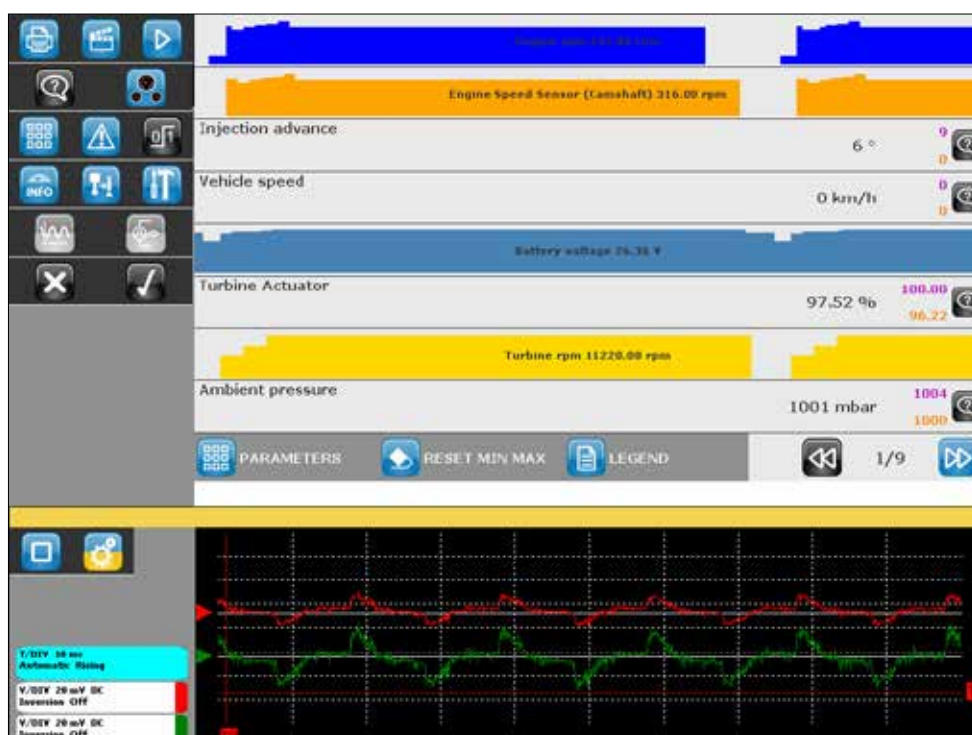 Engine Speed Sensor (Camshaft) 316.00 rpm
Injection advance
6 °
9
0
INFO
Vehicle speed
0 km/h
0
0
Turbine Actuator
97.52 %
100.00
96.22
Turbine rpm 11220.00 rpm
Ambient pressure
1001 mbar
1004
1000
PARAMETERS
RESET MIN MAX
LEGEND
1/9
Automatic Rising
V/DIV 20 mV DC
Inversion Off
V/DIV 20 mV DC
Inversion Off